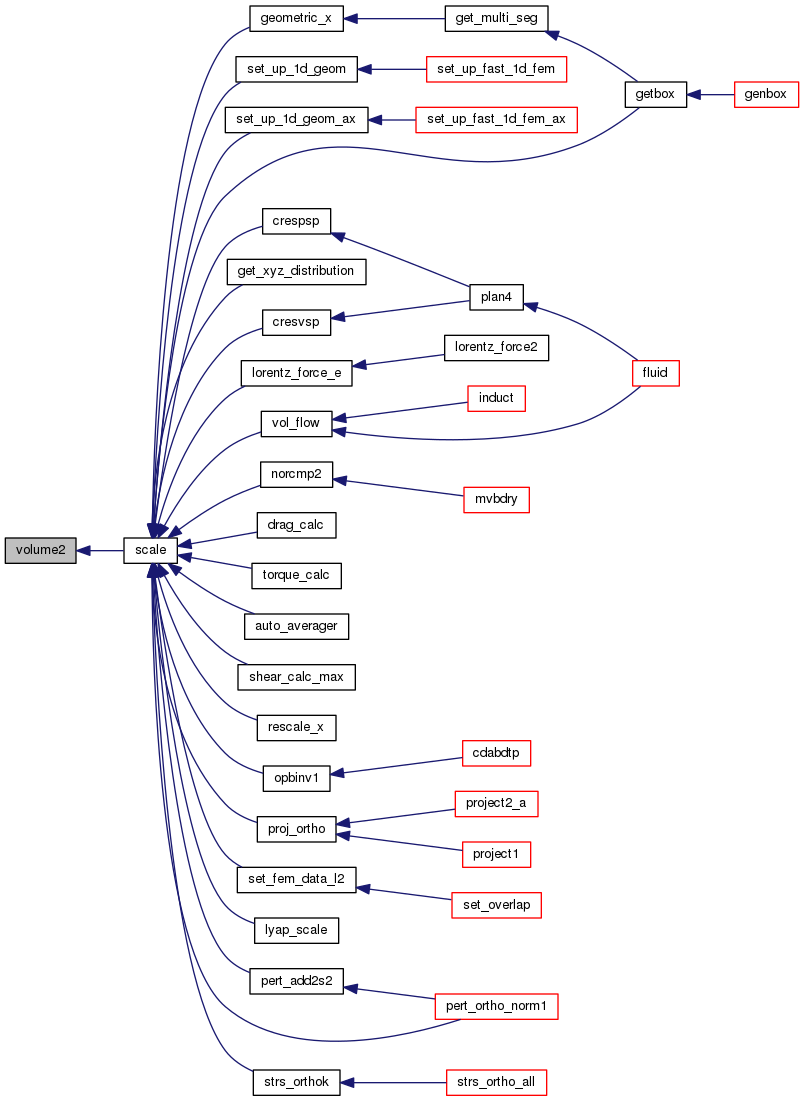 geometric_x
get_multi_seg
set_up_1d_geom
set_up_fast_1d_fem
getbox
genbox
set_up_1d_geom_ax
set_up_fast_1d_fem_ax
crespsp
get_xyz_distribution
plan4
cresvsp
lorentz_force2
lorentz_force_e
fluid
induct
vol_flow
norcmp2
mvbdry
drag_calc
volume2
scale
torque_calc
auto_averager
shear_calc_max
rescale_x
cdabdtp
opbinv1
project2_a
proj_ortho
project1
set_fem_data_l2
set_overlap
lyap_scale
pert_add2s2
pert_ortho_norm1
strs_orthok
strs_ortho_all